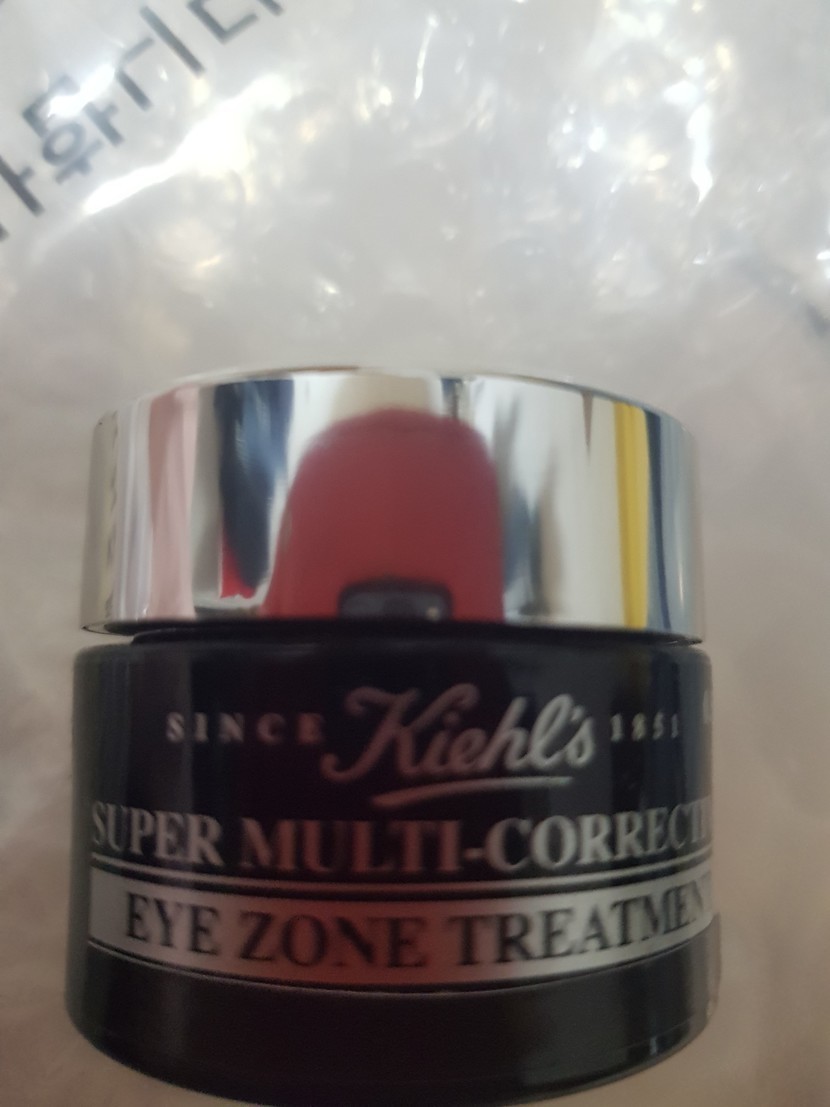 SINCE Kiehl's 1851
SUPER MULTI-CORRECTI
EYE ZONE TREATMEN